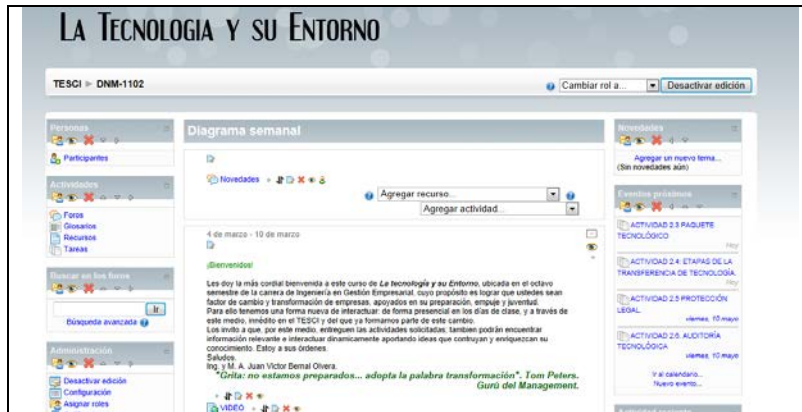 LA TECNOLOGIA Y SU ENTORNO
TESCI ► DNM-1102
Cambiar rol a...
Desactivar edición
Personas
Participantes
Actividades
Foros
Glosarios
Recursos
Tareas
Buscar en los foros
Ir
Búsqueda avanzada
Administración
Desactivar edición
Configuración
Asignar roles
Diagrama semanal
Novedades
Agregar recurso...
Agregar actividad...
4 de marzo - 10 de marzo
¡Bienvenidos!
Les doy la más cordial bienvenida a este curso de La tecnología y su Entorno, ubicada en el octavo
semestre de la carrera de Ingeniería en Gestión Empresarial, cuyo propósito es lograr que ustedes sean
factor de cambio y transformación de empresas, apoyados en su preparación, empuje y juventud.
Para ello tenemos una forma nueva de interactuar: de forma presencial en los días de clase, y a través de
este medio, inédito en el TESCI y del que ya formamos parte de este cambio.
Los invito a que, por este medio, entreguen las actividades solicitadas; tambien podrán encuentrar
información relevante e interactuar dinamicamente aportando ideas que contruyan y enriquezcan su
conocimiento. Estoy a sus órdenes.
Saludos.
Ing. y M. A. Juan Victor Bernal Olvera.
"Grita: no estamos preparados... adopta la palabra transformación". Tom Peters.
Gurú del Management.
VIDEO
Novedades
Agregar un nuevo tema...
(Sin novedades aún)
Eventos próximos
ACTIVIDAD 2.3 PAQUETE
TECNOLÓGICO
Hoy
ACTIVIDAD 2.4: ETAPAS DE LA
TRANSFERENCIA DE TECNOLOGÍA.
Hoy
ACTIVIDAD 2.5 PROTECCIÓN
LEGAL.
viernes, 10 mayo
ACTIVIDAD 2.6. AUDITORÍA
TECNOLÓGICA
viernes, 10 mayo
Ir al calendario...
Nuevo evento...